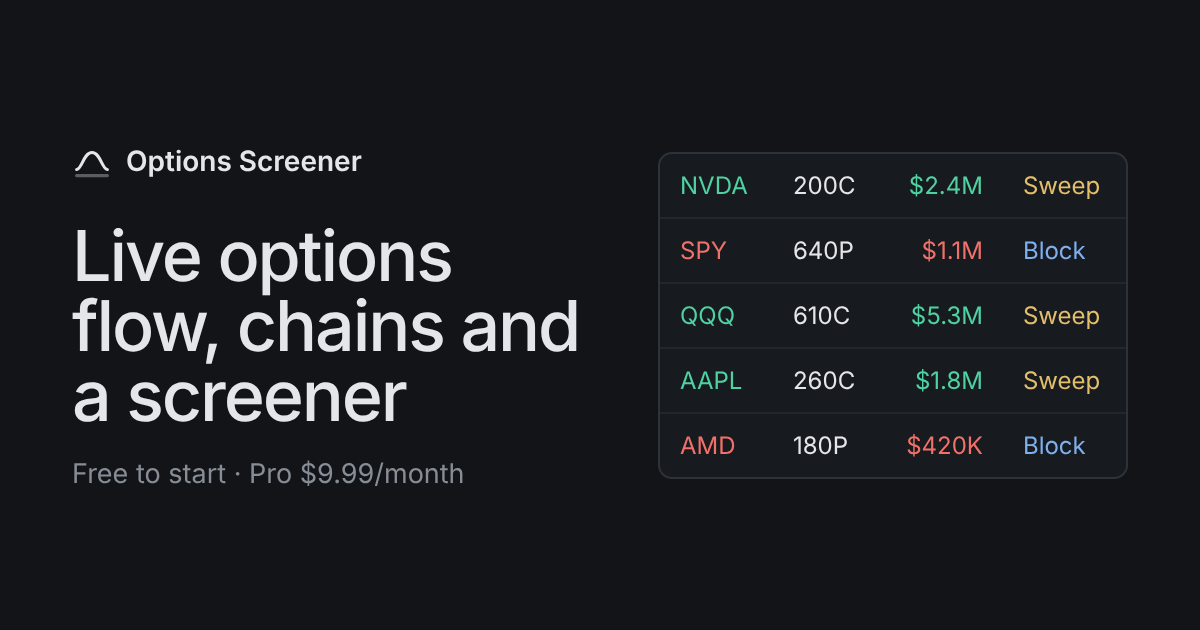 Options Screener
Live options
flow, chains and
a screener
Free to start · Pro $9.99/month
NVDA 200C $2.4M Sweep
SPY 640P $1.1M Block
QQQ 610C $5.3M Sweep
AAPL 260C $1.8M Sweep
AMD 180P $420K Block